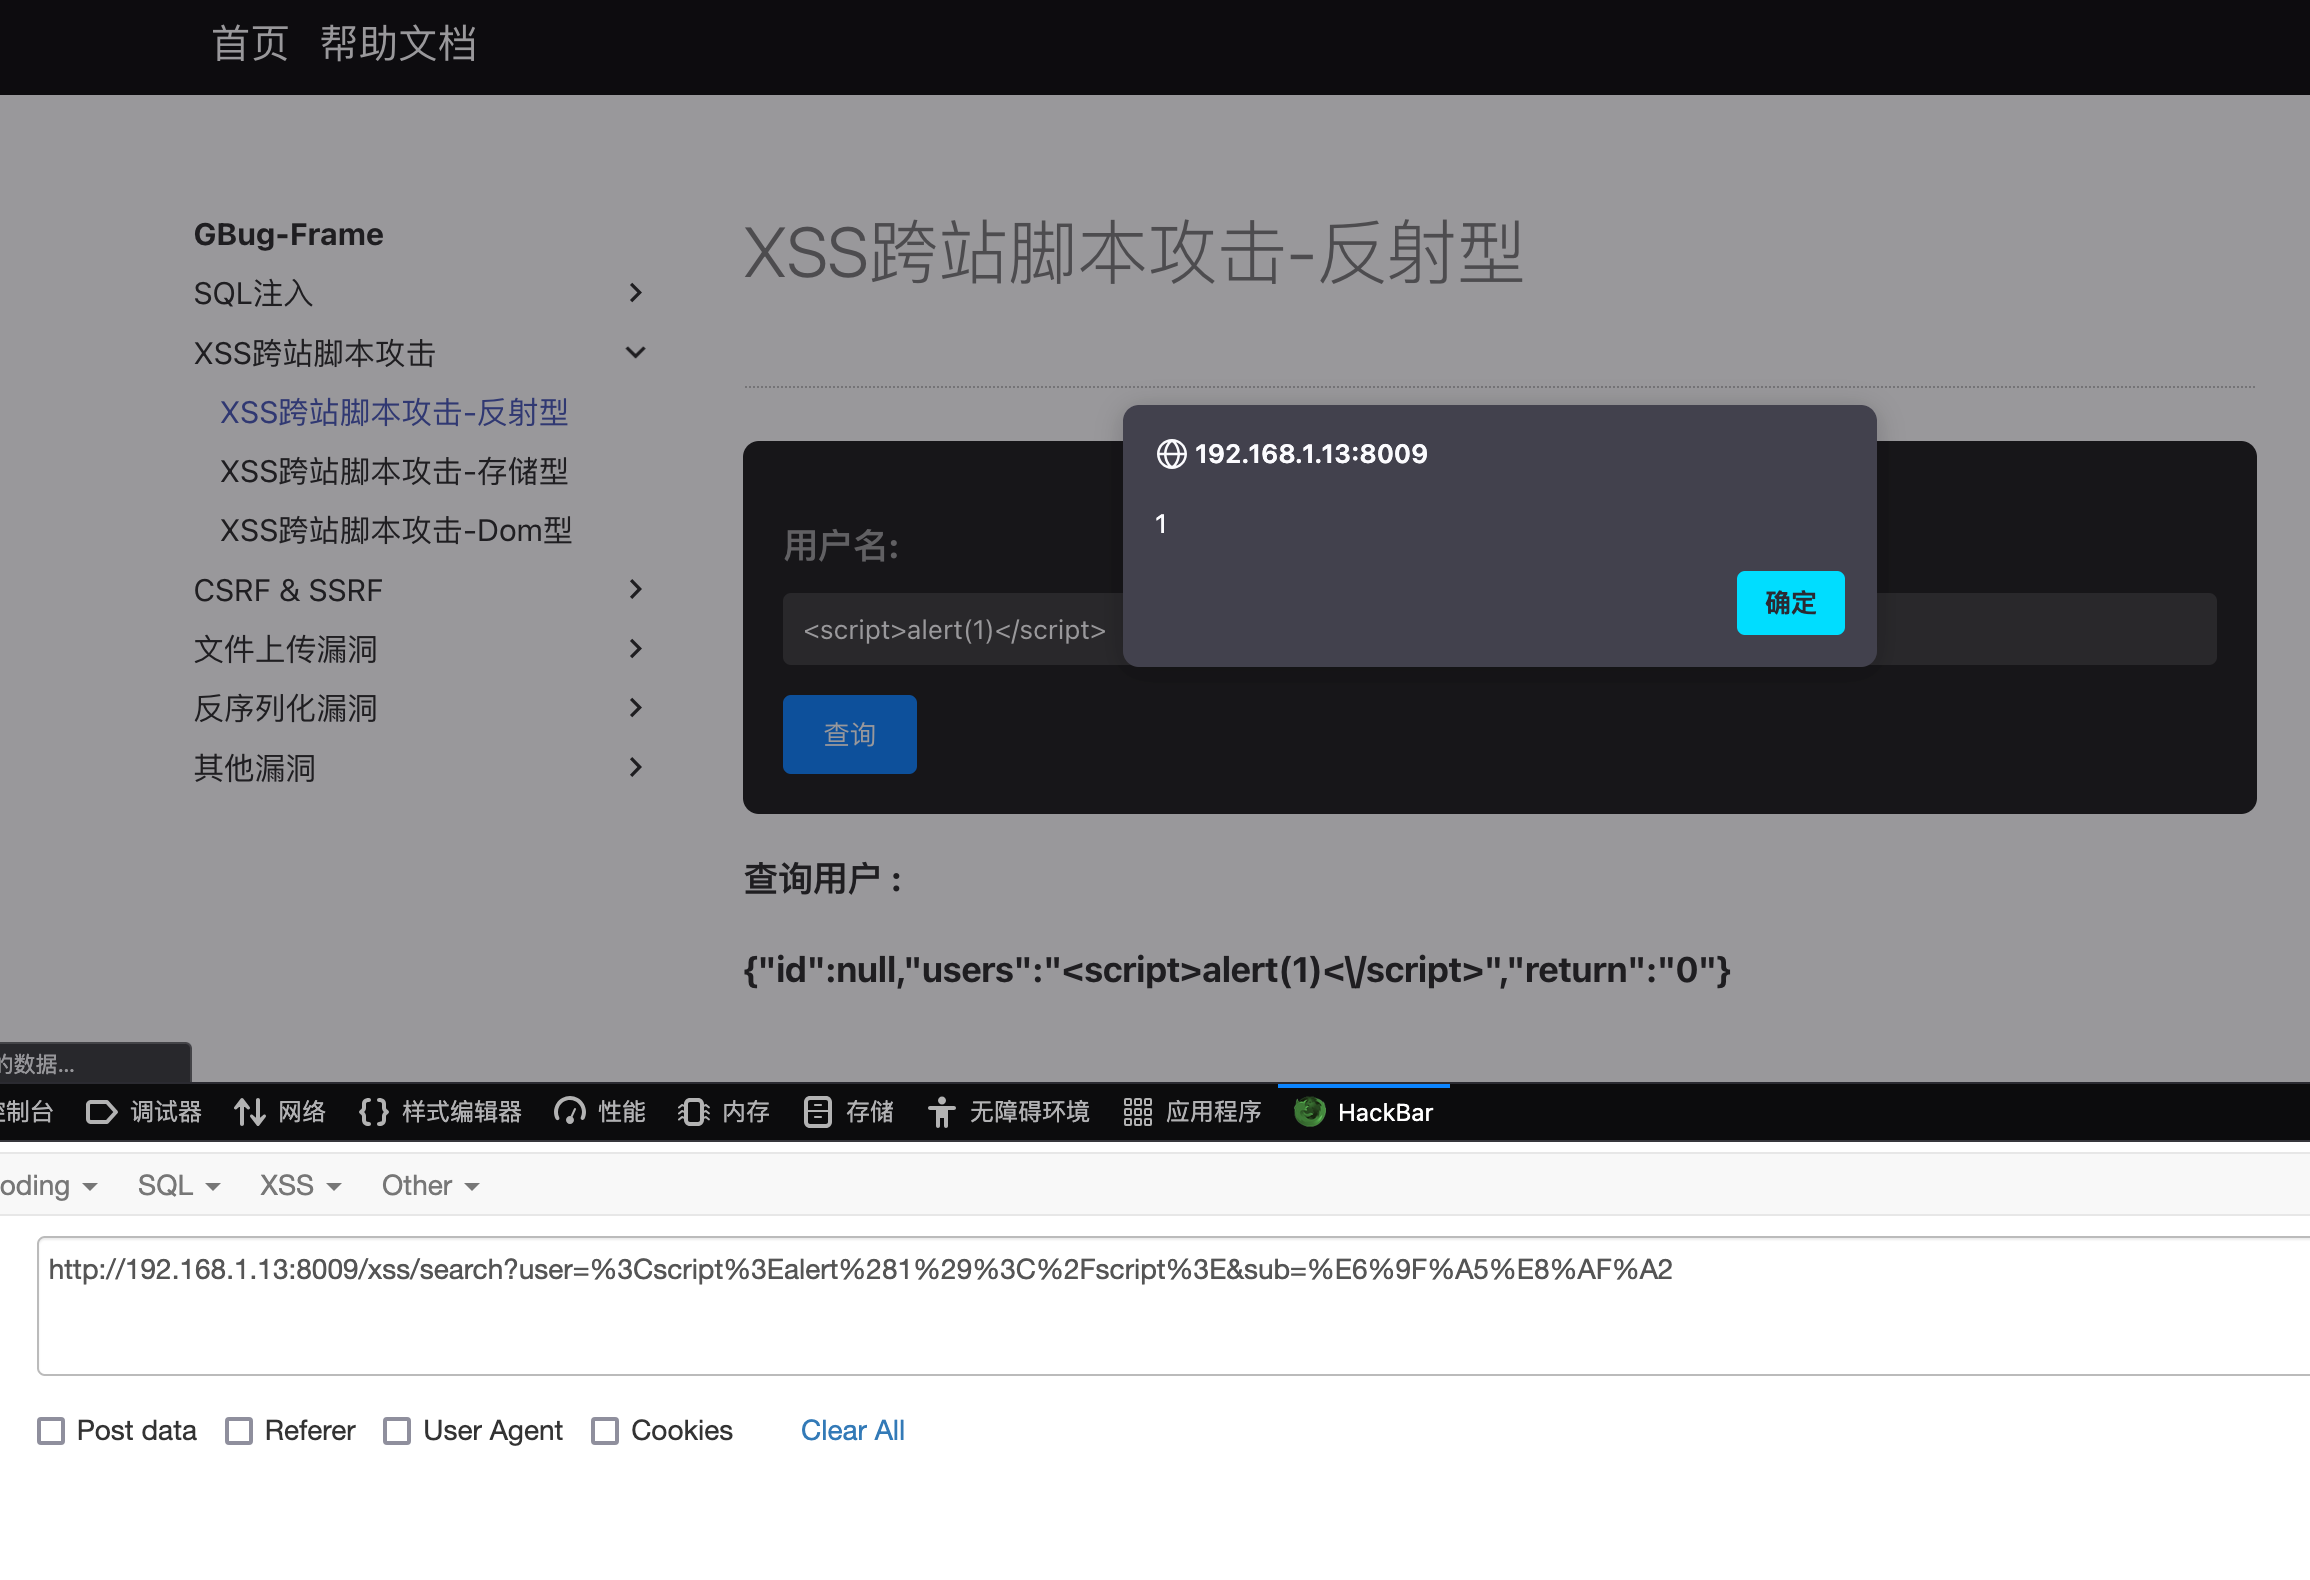 首页 帮助文档
GBug-Frame
SQL注入
XSS跨站脚本攻击
XSS跨站脚本攻击-反射型
XSS跨站脚本攻击-存储型
XSS跨站脚本攻击-Dom型
CSRF & SSRF
文件上传漏洞
反序列化漏洞
其他漏洞
XSS跨站脚本攻击-反射型
192.168.1.13:8009
1
确定
用户名:
<script>alert(1)</script>
查询
查询用户 :
{"id":null,"users":"<script>alert(1)<\/script>","return":"0"}
的数据...
控制台 调试器 网络 样式编辑器 性能 内存 存储 无障碍环境 应用程序 HackBar
oding SQL XSS Other
http://192.168.1.13:8009/xss/search?user=%3Cscript%3Ealert%281%29%3C%2Fscript%3E&sub=%E6%9F%A5%E8%AF%A2
Post data Referer User Agent Cookies Clear All